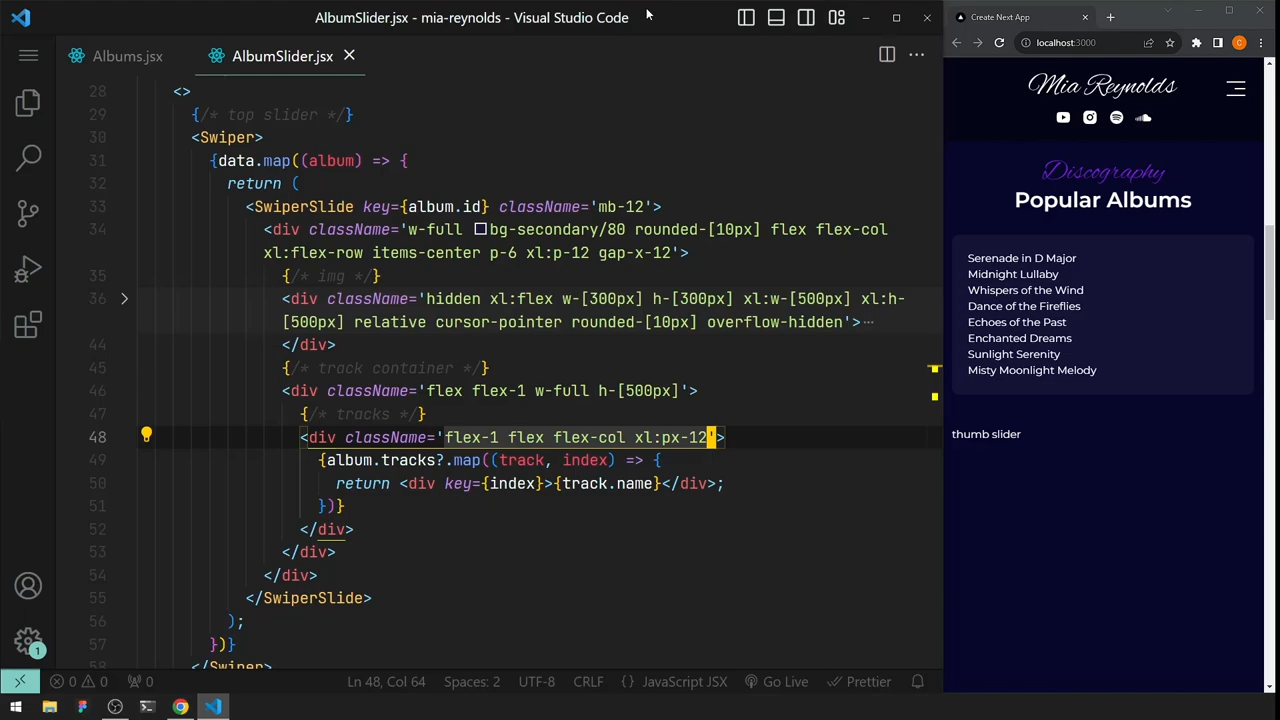 AlbumSlider.jsx - mia-reynolds - Visual Studio Code
Albums.jsx
AlbumSlider.jsx
28 <>
29 {/* top slider */}
30 <Swiper>
31 {data.map((album) => {
32 return (
33 <SwiperSlide key={album.id} className='mb-12'>
34 <div className='w-full bg-secondary/80 rounded-[10px] flex flex-col
xl:flex-row items-center p-6 xl:p-12 gap-x-12'>
35 {/* img */}
36 <div className='hidden xl:flex w-[300px] h-[300px] xl:w-[500px] xl:h-
[500px] relative cursor-pointer rounded-[10px] overflow-hidden'>…
44 </div>
45 {/* track container */}
46 <div className='flex flex-1 w-full h-[500px]'>
47 {/* tracks */}
48 <div className='flex-1 flex flex-col xl:px-12'>
49 {album.tracks?.map((track, index) => {
50 return <div key={index}>{track.name}</div>;
51 })}
52 </div>
53 </div>
54 </div>
55 </SwiperSlide>
56 );
57 })}
58 </Swiper>
1
0 0 0
Ln 48, Col 64
Spaces: 2
UTF-8
CRLF
{} JavaScript JSX
Go Live
Prettier
Create Next App
localhost:3000
C
Mia Reynolds
Discography
Popular Albums
Serenade in D Major
Midnight Lullaby
Whispers of the Wind
Dance of the Fireflies
Echoes of the Past
Enchanted Dreams
Sunlight Serenity
Misty Moonlight Melody
thumb slider